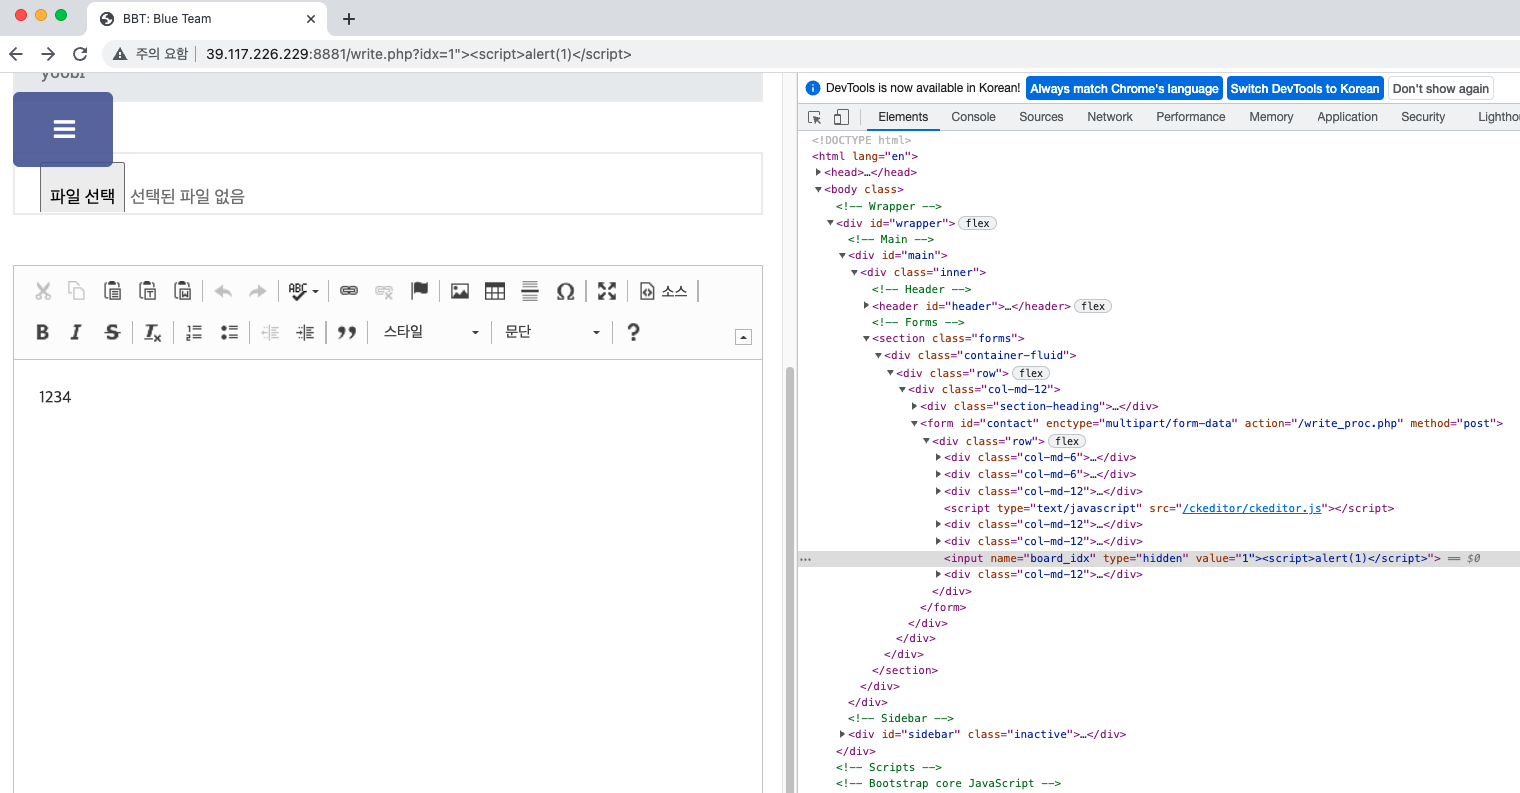 BBT: Blue Team
주의 요함 39.117.226.229:8881/write.php?idx=1"><script>alert(1)</script>
yoobi
파일 선택 선택된 파일 없음
ABC 소스
B I S Tx 스타일 문단 ?
1234
DevTools is now available in Korean! Always match Chrome's language Switch DevTools to Korean Don't show again
Elements Console Sources Network Performance Memory Application Security Lightho
<!DOCTYPE html>
<html lang="en">
<head>…</head>
<body class>
<!-- Wrapper -->
<div id="wrapper"> flex
<!-- Main -->
<div id="main">
<div class="inner">
<!-- Header -->
<header id="header">…</header> flex
<!-- Forms -->
<section class="forms">
<div class="container-fluid">
<div class="row"> flex
<div class="col-md-12">
<div class="section-heading">…</div>
<form id="contact" enctype="multipart/form-data" action="/write_proc.php" method="post">
<div class="row"> flex
<div class="col-md-6">…</div>
<div class="col-md-6">…</div>
<div class="col-md-12">…</div>
<script type="text/javascript" src="/ckeditor/ckeditor.js"></script>
<div class="col-md-12">…</div>
<div class="col-md-12">…</div>
<input name="board_idx" type="hidden" value="1"><script>alert(1)</script>"> == $0
<div class="col-md-12">…</div>
</div>
</form>
</div>
</div>
</div>
</section>
</div>
</div>
<!-- Sidebar -->
<div id="sidebar" class="inactive">…</div>
</div>
<!-- Scripts -->
<!-- Bootstrap core JavaScript -->